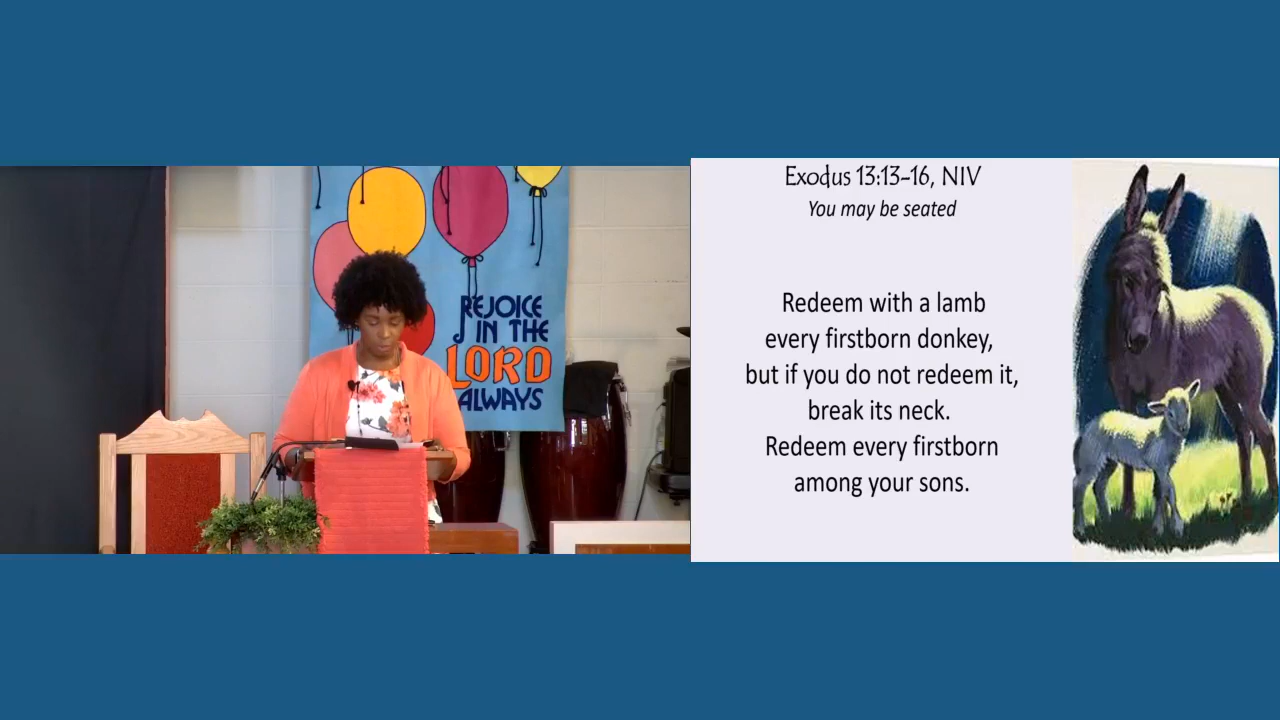 REJOICE
IN THE
LORD
ALWAYS
Exodus 13:13-16, NIV
You may be seated
Redeem with a lamb
every firstborn donkey,
but if you do not redeem it,
break its neck.
Redeem every firstborn
among your sons.